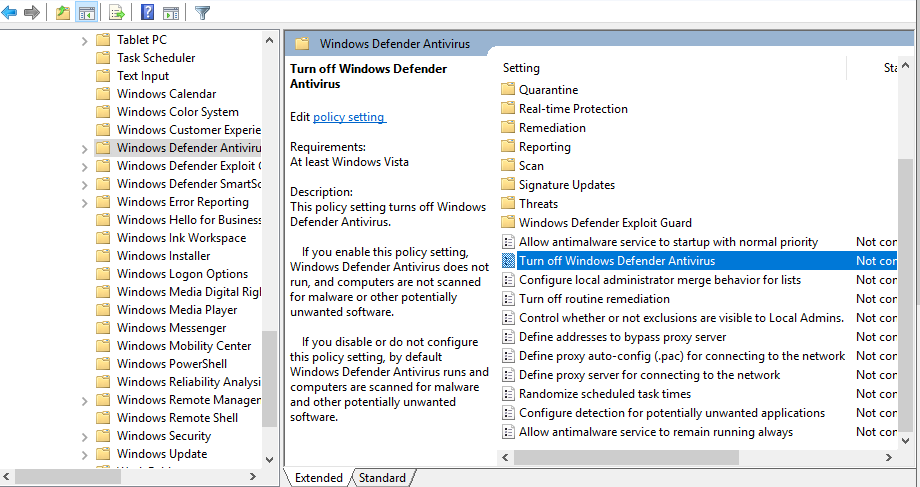 Tablet PC
Task Scheduler
Text Input
Windows Calendar
Windows Color System
Windows Customer Experie
Windows Defender Antiviru
Windows Defender Exploit G
Windows Defender SmartSc
Windows Error Reporting
Windows Hello for Business
Windows Ink Workspace
Windows Installer
Windows Logon Options
Windows Media Digital Rig
Windows Media Player
Windows Messenger
Windows Mobility Center
Windows PowerShell
Windows Reliability Analysi
Windows Remote Manager
Windows Remote Shell
Windows Security
Windows Update
Windows Defender Antivirus
Turn off Windows Defender
Antivirus
Edit policy setting
Requirements:
At least Windows Vista
Description:
This policy setting turns off Windows
Defender Antivirus.
If you enable this policy setting,
Windows Defender Antivirus does not
run, and computers are not scanned
for malware or other potentially
unwanted software.
If you disable or do not configure
this policy setting, by default
Windows Defender Antivirus runs and
computers are scanned for malware
and other potentially unwanted
software.
Setting Sta
Quarantine
Real-time Protection
Remediation
Reporting
Scan
Signature Updates
Threats
Windows Defender Exploit Guard
Allow antimalware service to startup with normal priority Not con
Turn off Windows Defender Antivirus Not con
Configure local administrator merge behavior for lists Not con
Turn off routine remediation Not con
Control whether or not exclusions are visible to Local Admins. Not con
Define addresses to bypass proxy server Not con
Define proxy auto-config (.pac) for connecting to the network Not con
Define proxy server for connecting to the network Not con
Randomize scheduled task times Not con
Configure detection for potentially unwanted applications Not con
Allow antimalware service to remain running always Not con
Extended Standard